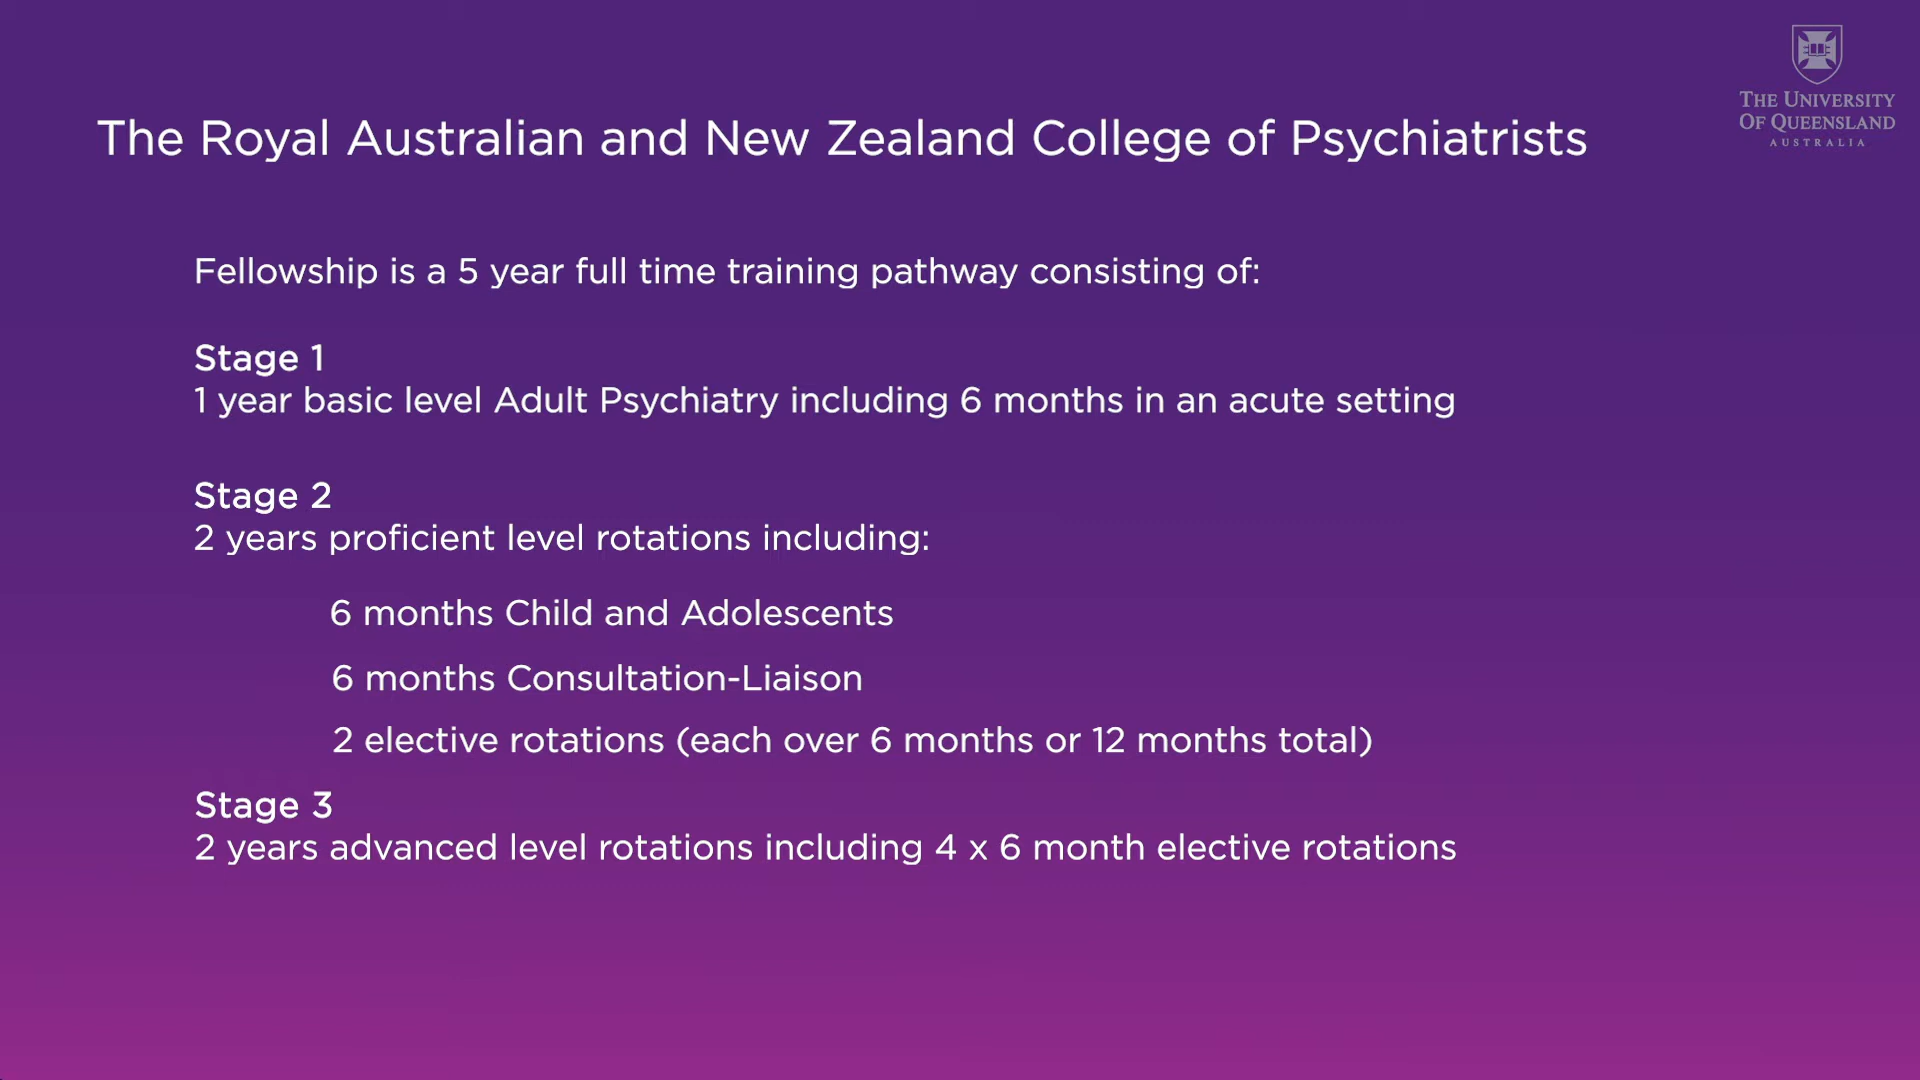 THE UNIVERSITY
OF QUEENSLAND
AUSTRALIA
The Royal Australian and New Zealand College of Psychiatrists
Fellowship is a 5 year full time training pathway consisting of:
Stage 1
1 year basic level Adult Psychiatry including 6 months in an acute setting
Stage 2
2 years proficient level rotations including:
6 months Child and Adolescents
6 months Consultation-Liaison
2 elective rotations (each over 6 months or 12 months total)
Stage 3
2 years advanced level rotations including 4 x 6 month elective rotations